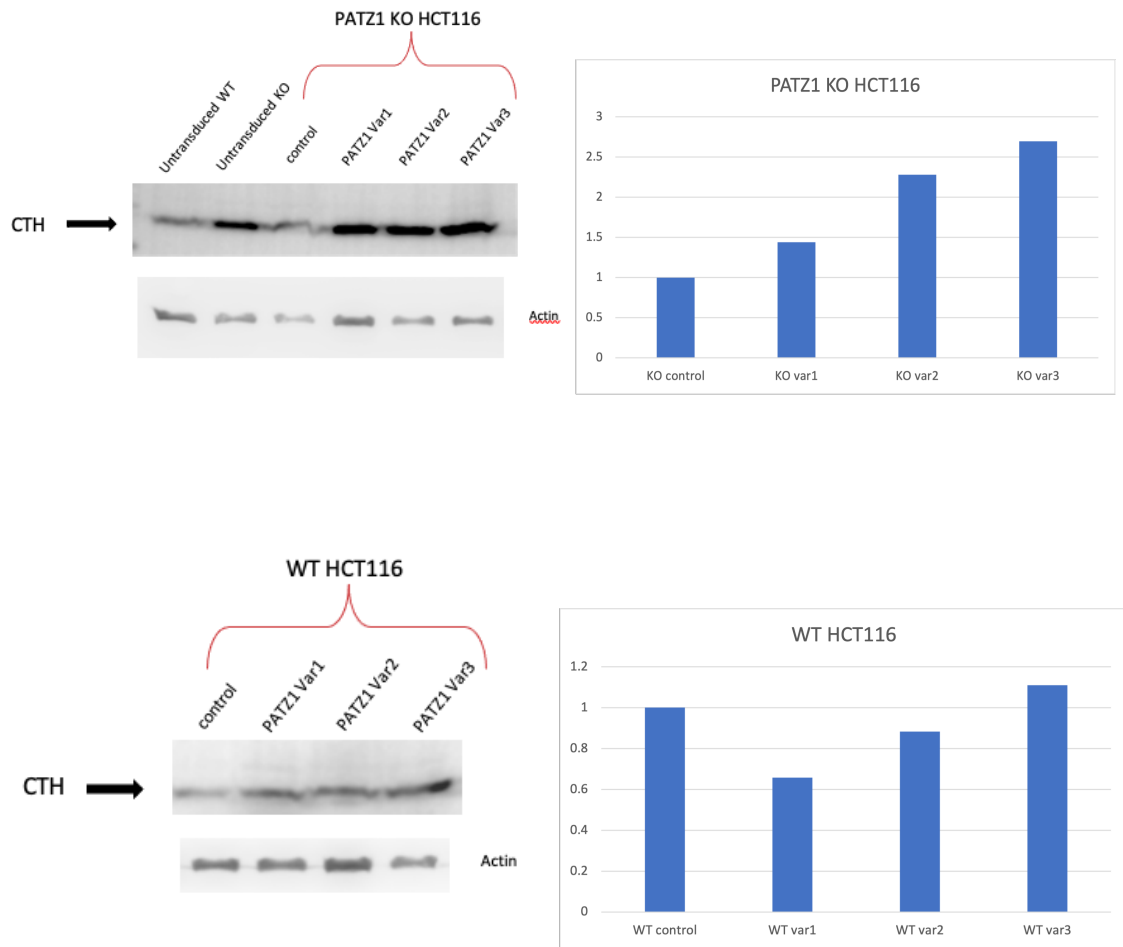 PATZ1 KO HCT116
Untransduced WT
Untransduced KO
control
PATZ1 Var1
PATZ1 Var2
PATZ1 Var3
CTH
Actin
PATZ1 KO HCT116
3
2.5
2
1.5
1
0.5
0
KO control
KO var1
KO var2
KO var3
WT HCT116
control
PATZ1 Var1
PATZ1 Var2
PATZ1 Var3
CTH
Actin
WT HCT116
1.2
1
0.8
0.6
0.4
0.2
0
WT control
WT var1
WT var2
WT var3